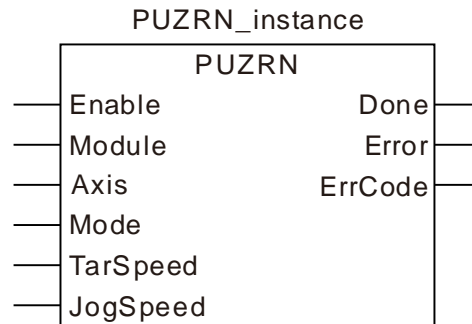 PUZRN_instance
PUZRN
Enable Done
Module Error
Axis ErrCode
Mode
TarSpeed
JogSpeed